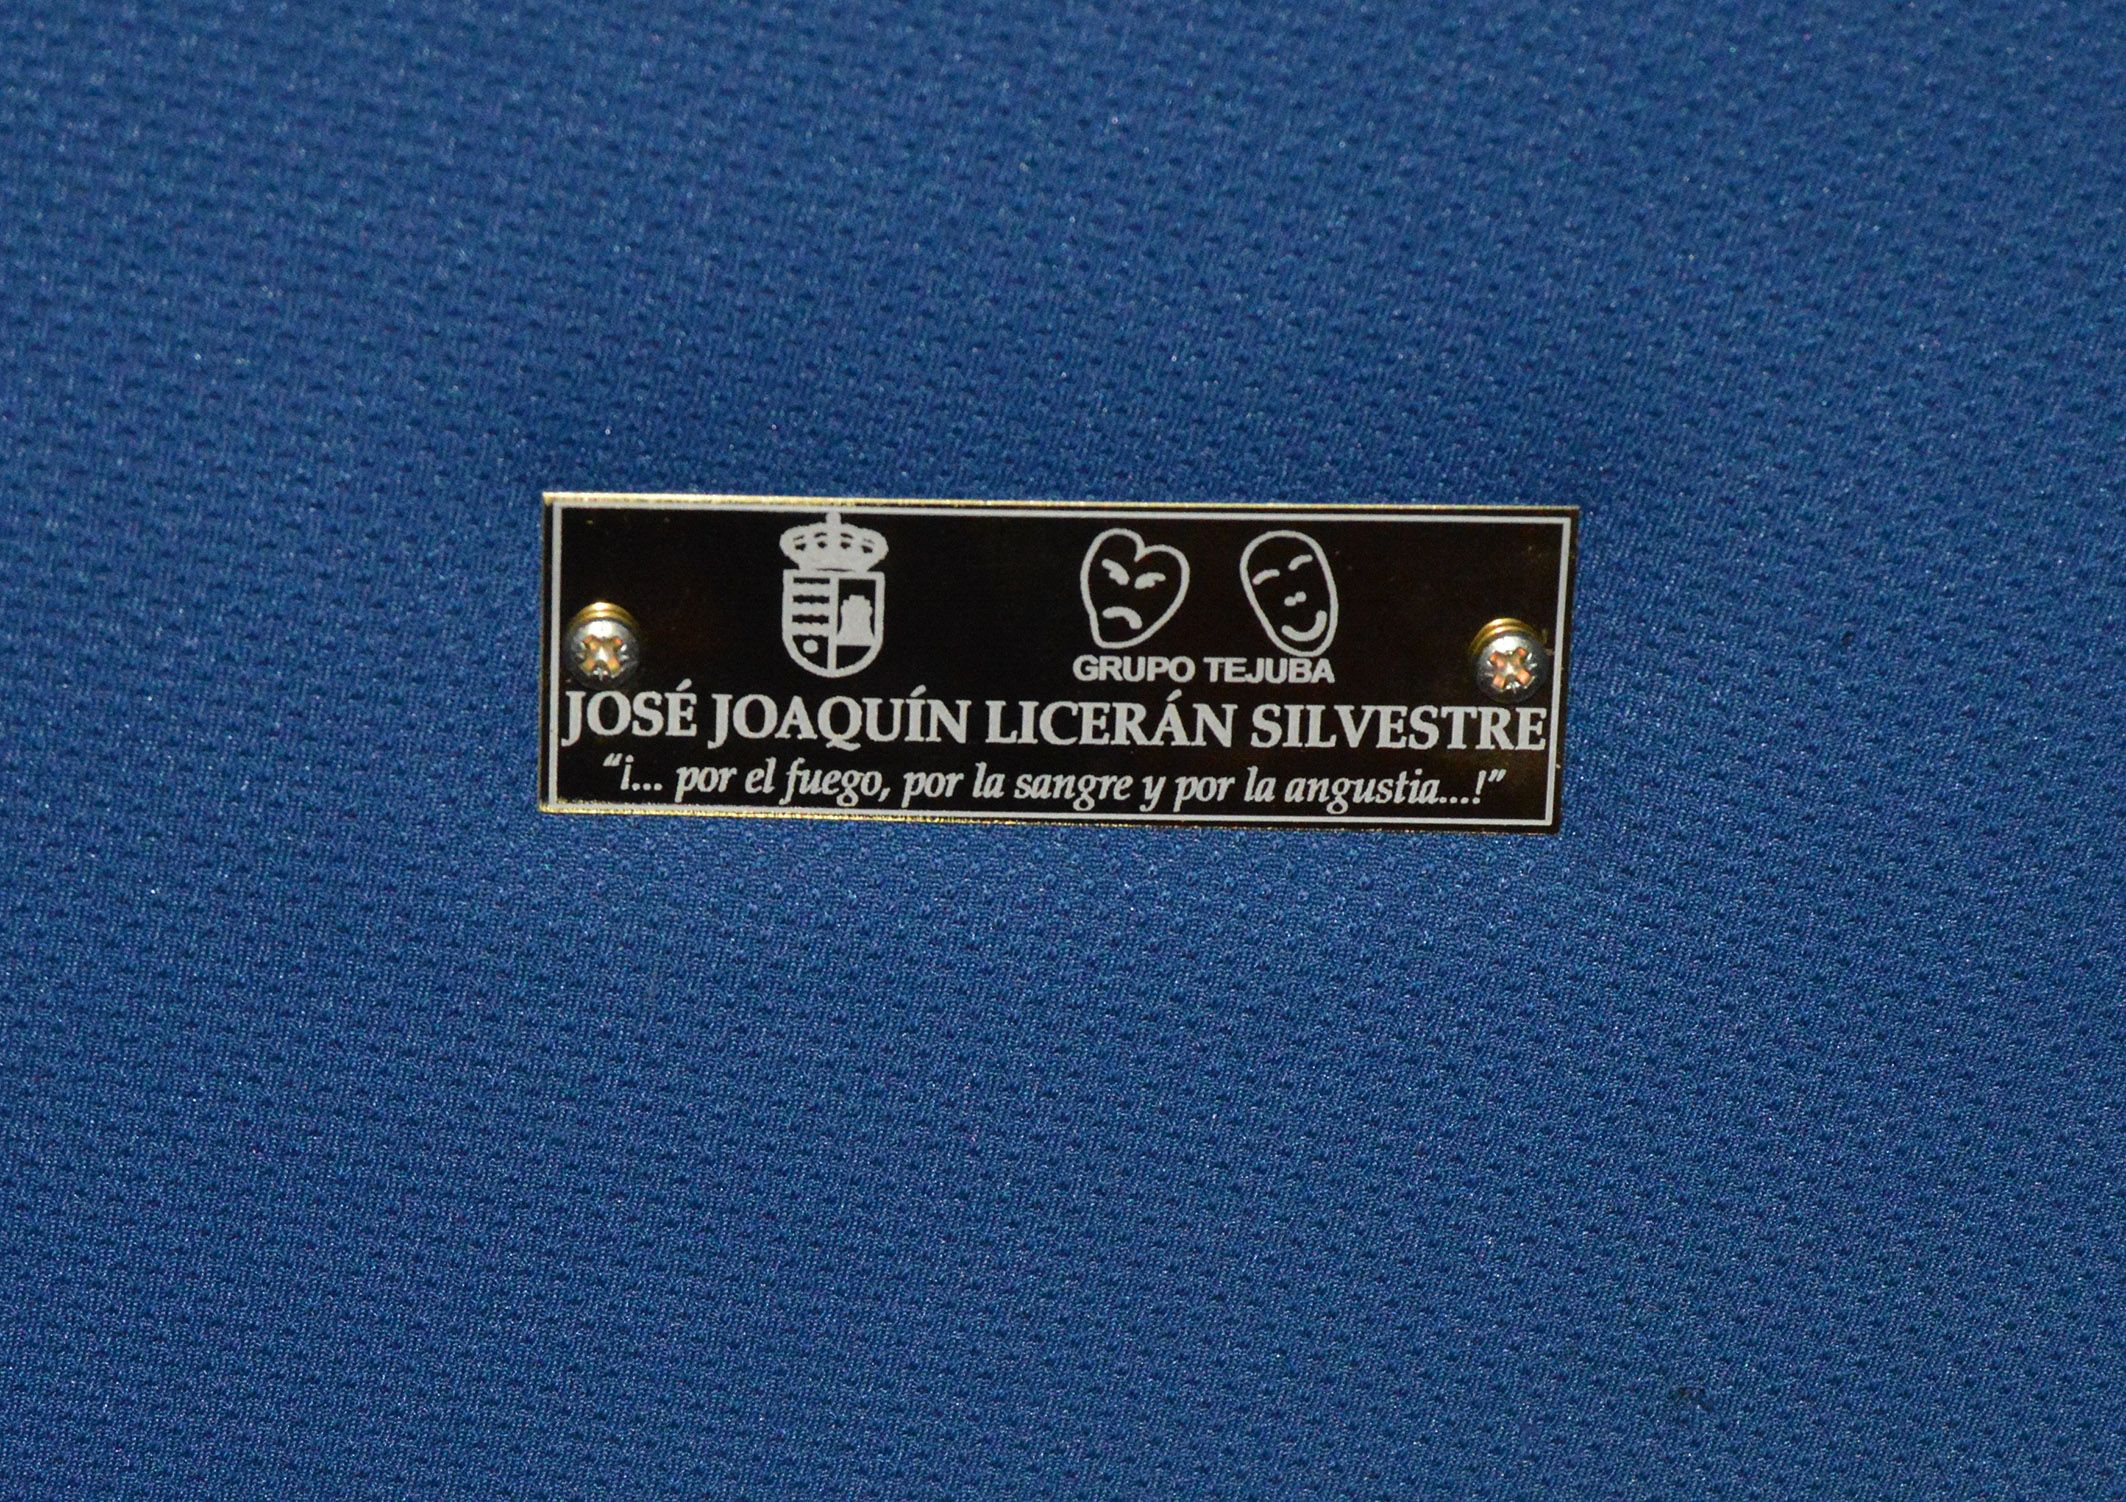 GRUPO TEJUBA
JOSÉ JOAQUÍN LICERÁN SILVESTRE
“¡... por el fuego, por la sangre y por la angustia...!”